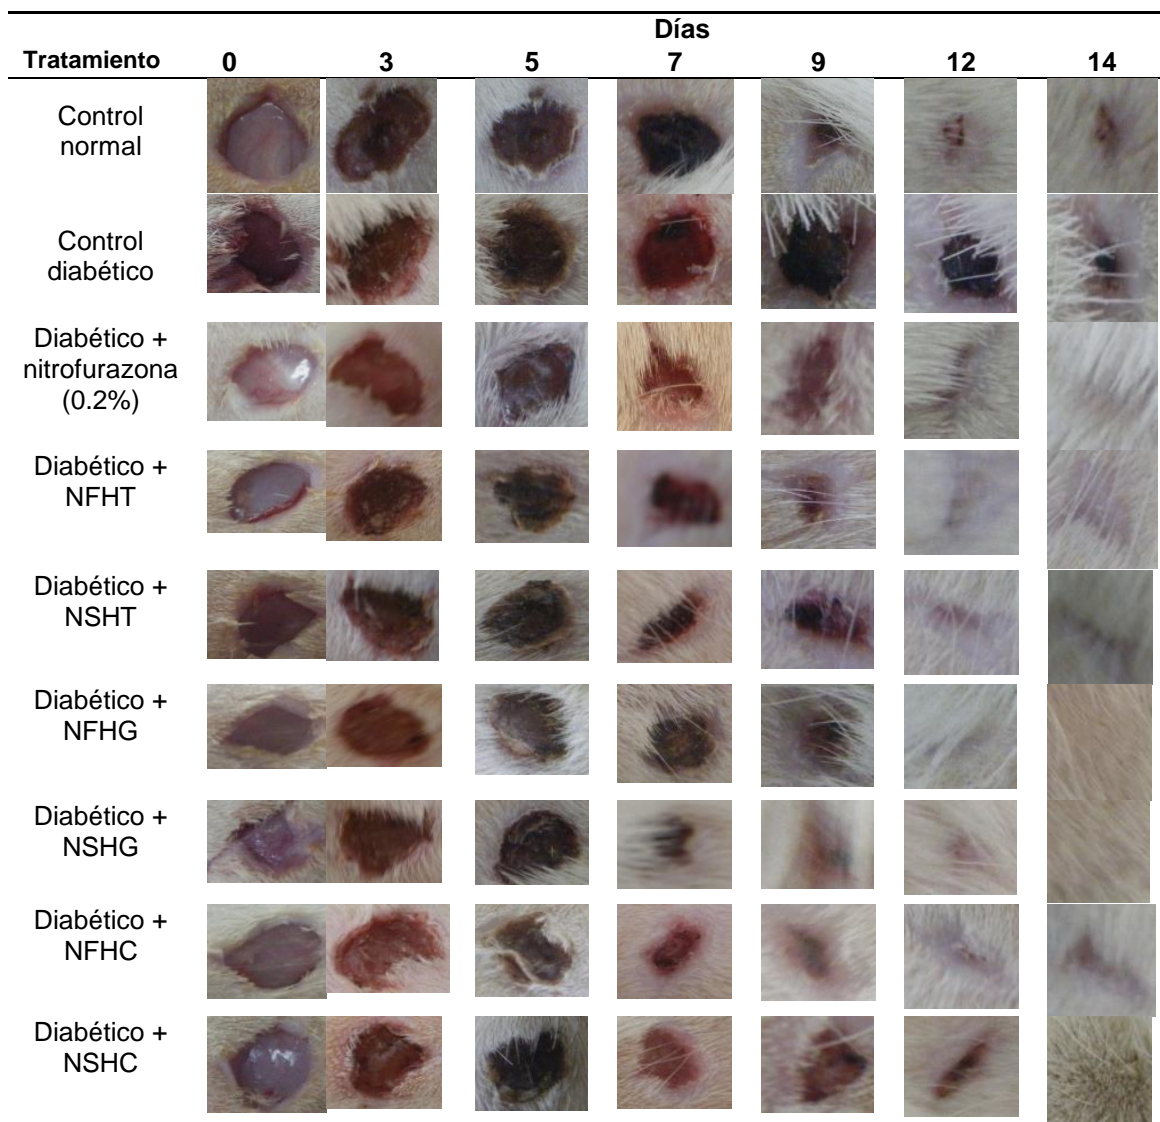 Días
Tratamiento 0 3 5 7 9 12 14
Control
normal
Control
diabético
Diabético +
nitrofurazona
(0.2%)
Diabético +
NFHT
Diabético +
NSHT
Diabético +
NFHG
Diabético +
NSHG
Diabético +
NFHC
Diabético +
NSHC